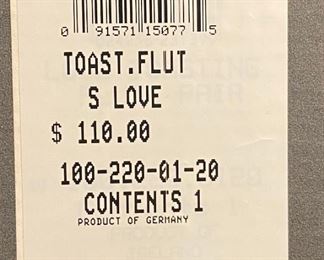 0 91571 15077 5
TOAST.FLUT
S LOVE
$ 110.00
100-220-01-20
CONTENTS 1
PRODUCT OF GERMANY